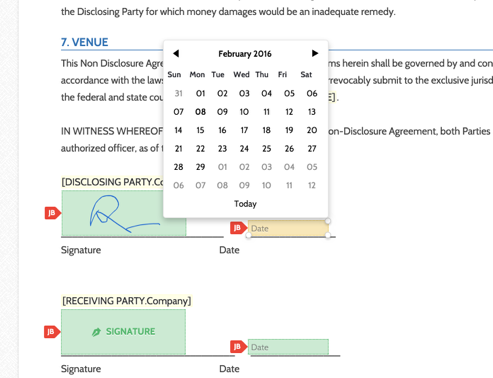 the Disclosing Party for which money damages would be an inadequate remedy.
7. VENUE
This Non Disclosure Agre ms herein shall be governed by and con
accordance with the laws revocably submit to the exclusive jurisd
the federal and state cou E].
IN WITNESS WHEREOF on-Disclosure Agreement, both Parties
authorized officer, as of t
February 2016
Sun Mon Tue Wed Thu Fri Sat
31 01 02 03 04 05 06
07 08 09 10 11 12 13
14 15 16 17 18 19 20
21 22 23 24 25 26 27
28 29 01 02 03 04 05
06 07 08 09 10 11 12
Today
[DISCLOSING PARTY.Co
JB JB Date
Signature Date
[RECEIVING PARTY.Company]
JB SIGNATURE JB Date
Signature Date